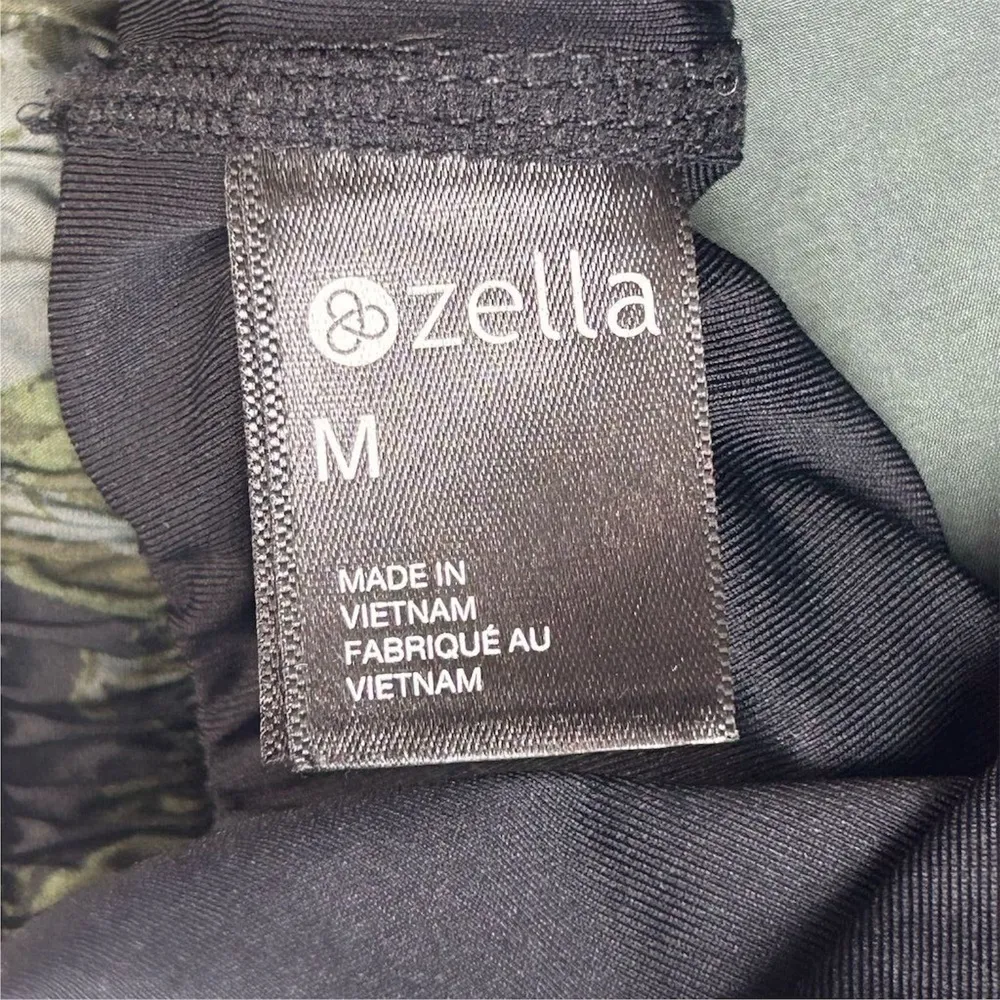 zella
M
MADE IN
VIETNAM
FABRIQUÉ AU
VIETNAM